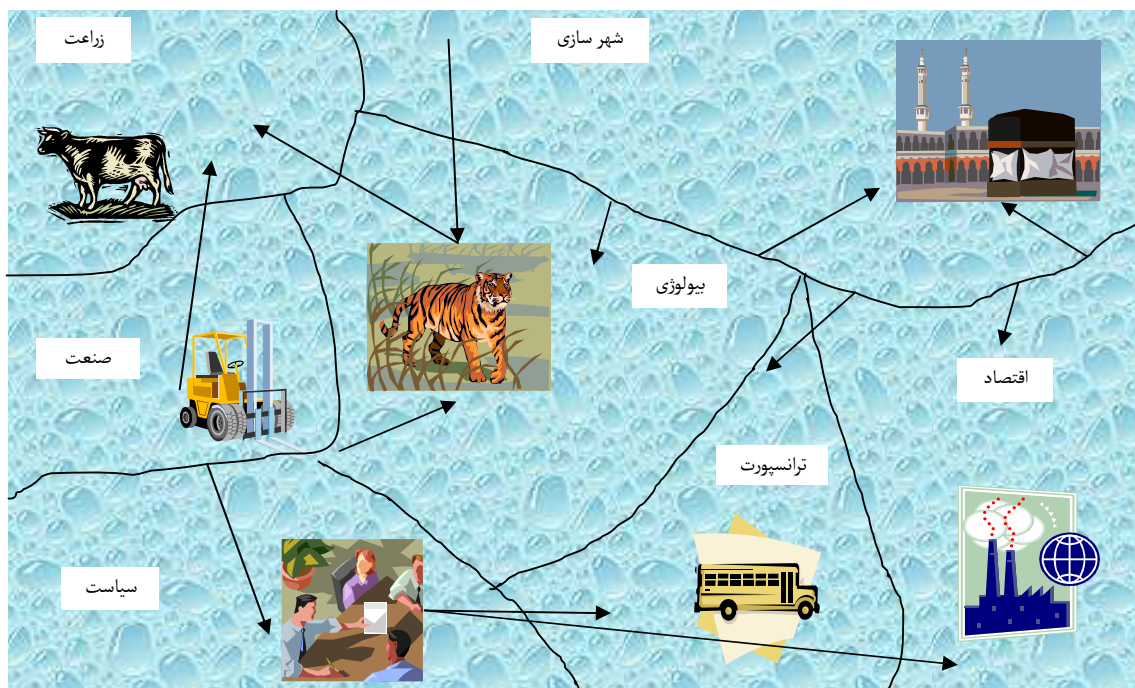 شهر سازی
زراعت
بیولوژی
صنعت
اقتصاد
ترانسپورت
سیاست